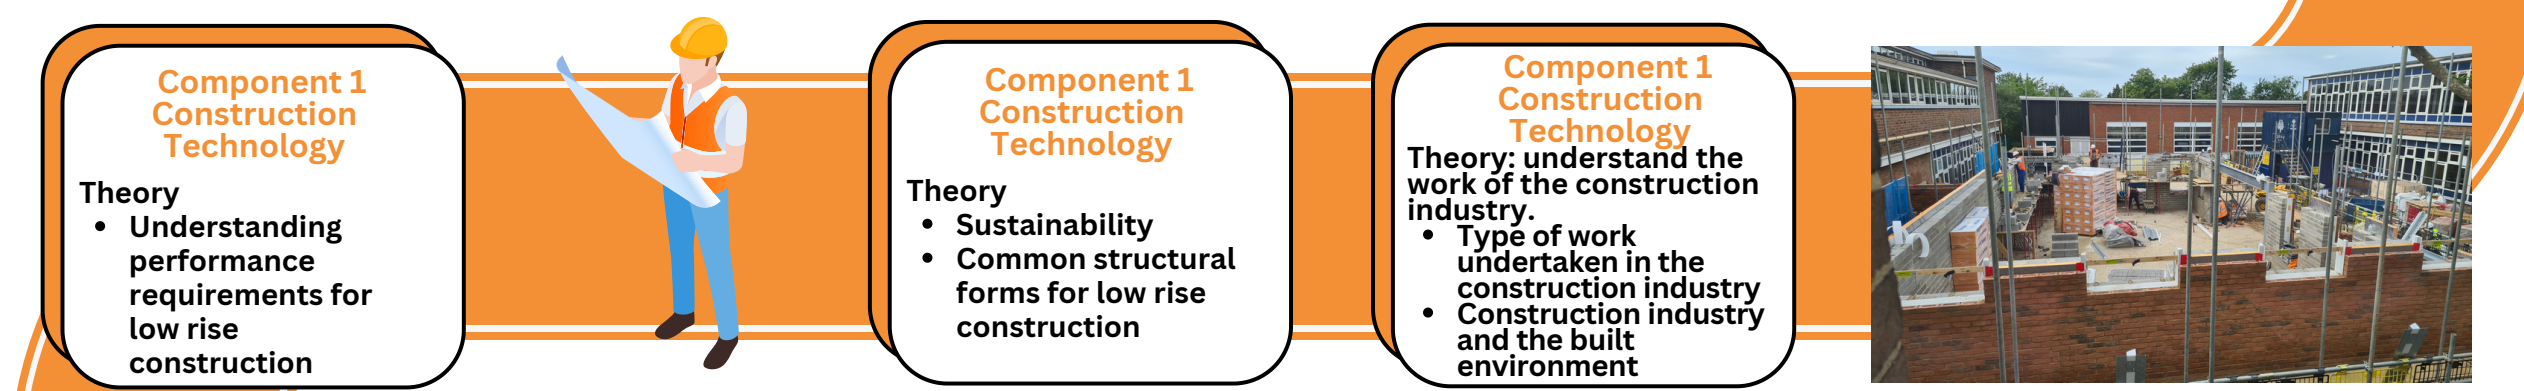 Component 1
Construction
Technology
Theory
• Understanding
performance
requirements for
low rise
construction
Component 1
Construction
Technology
Theory
• Sustainability
• Common structural
forms for low rise
construction
Component 1
Construction
Technology
Theory: understand the
work of the construction
industry.
• Type of work
undertaken in the
construction industry
• Construction industry
and the built
environment